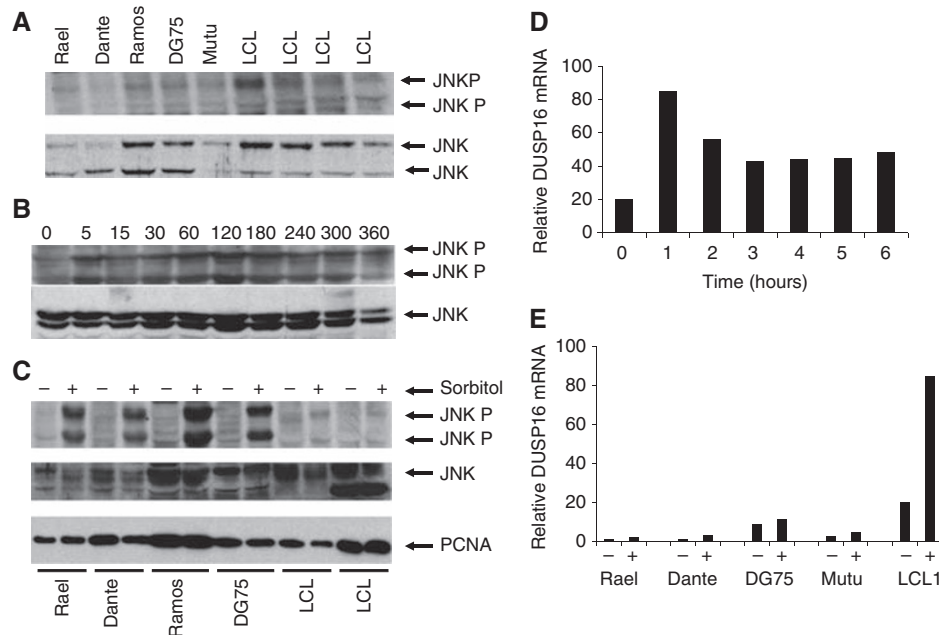 A
Rael
Dante
Ramos
DG75
Mutu
LCL
LCL
LCL
LCL
JNKP
JNK P
JNK
JNK
B
0 5 15 30 60 120 180 240 300 360
JNK P
JNK P
JNK
C
– + – + – + – + – + – +
Sorbitol
JNK P
JNK P
JNK
PCNA
Rael
Dante
Ramos
DG75
LCL
LCL
D
Relative DUSP16 mRNA
100
80
60
40
20
0
0 1 2 3 4 5 6
Time (hours)
E
Relative DUSP16 mRNA
100
80
60
40
20
0
– + – + – + – + – +
Rael Dante DG75 Mutu LCL1